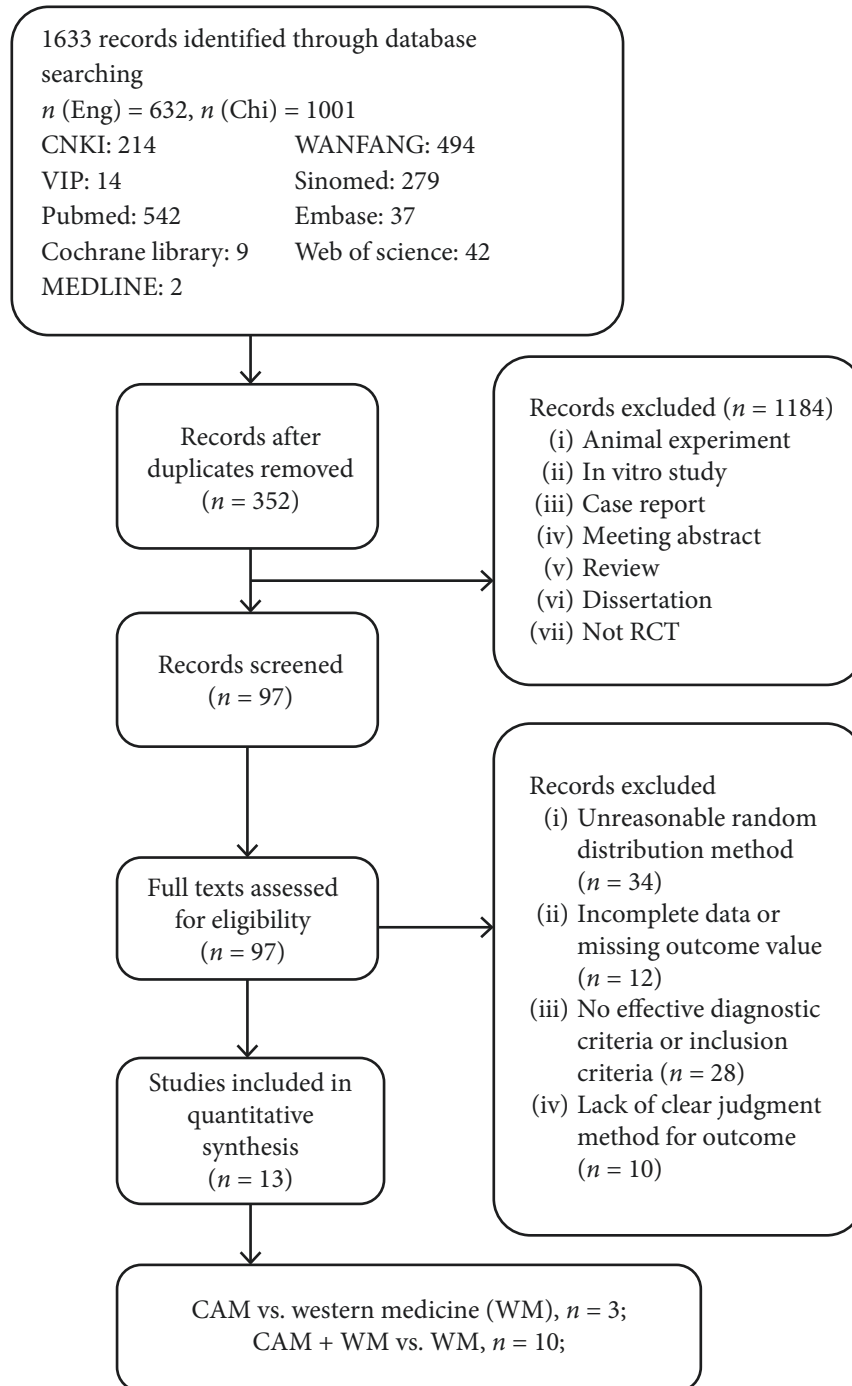 1633 records identified through database
searching
n (Eng) = 632, n (Chi) = 1001
CNKI: 214 WANFANG: 494
VIP: 14 Sinomed: 279
Pubmed: 542 Embase: 37
Cochrane library: 9 Web of science: 42
MEDLINE: 2
Records after
duplicates removed
(n = 352)
Records excluded (n = 1184)
(i) Animal experiment
(ii) In vitro study
(iii) Case report
(iv) Meeting abstract
(v) Review
(vi) Dissertation
(vii) Not RCT
Records screened
(n = 97)
Full texts assessed
for eligibility
(n = 97)
Records excluded
(i) Unreasonable random
distribution method
(n = 34)
(ii) Incomplete data or
missing outcome value
(n = 12)
(iii) No effective diagnostic
criteria or inclusion
criteria (n = 28)
(iv) Lack of clear judgment
method for outcome
(n = 10)
Studies included in
quantitative
synthesis
(n = 13)
CAM vs. western medicine (WM), n = 3;
CAM + WM vs. WM, n = 10;